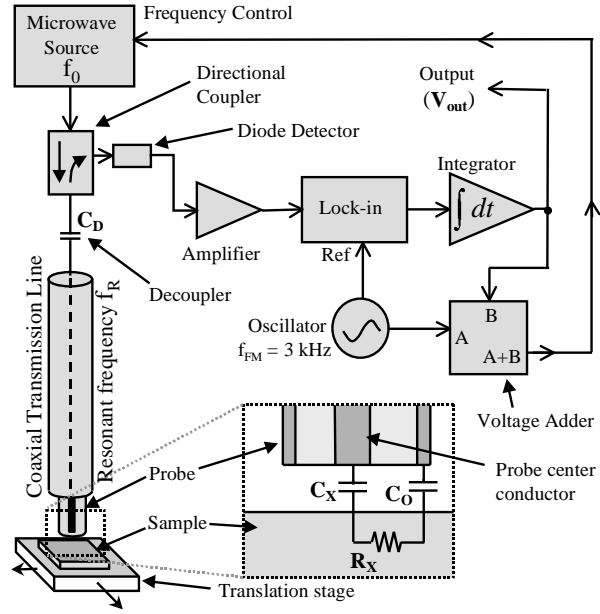 Frequency Control
Microwave
Source
f0
Directional
Coupler
Diode Detector
Output
(Vout)
Integrator
∫ dt
Lock-in
Amplifier
Ref
CD
Decoupler
Oscillator
fFM = 3 kHz
B
A
A+B
Voltage Adder
Coaxial Transmission Line
Resonant frequency fR
Probe
Sample
Translation stage
CX
CO
RX
Probe center
conductor